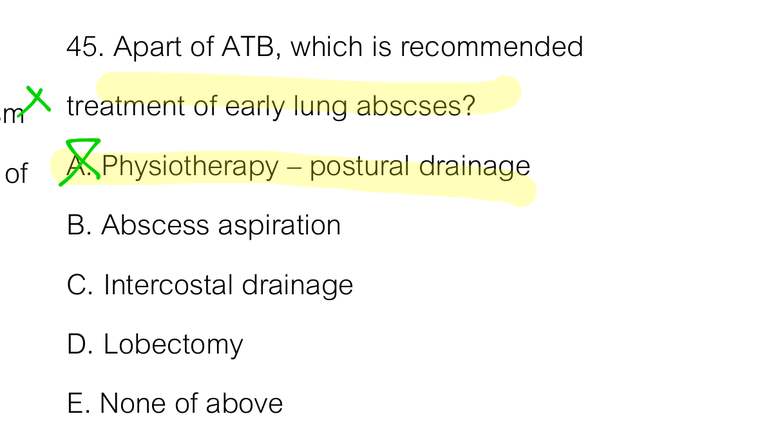 45. Apart of ATB, which is recommended
m
treatment of early lung abscses?
of
A. Physiotherapy – postural drainage
B. Abscess aspiration
C. Intercostal drainage
D. Lobectomy
E. None of above